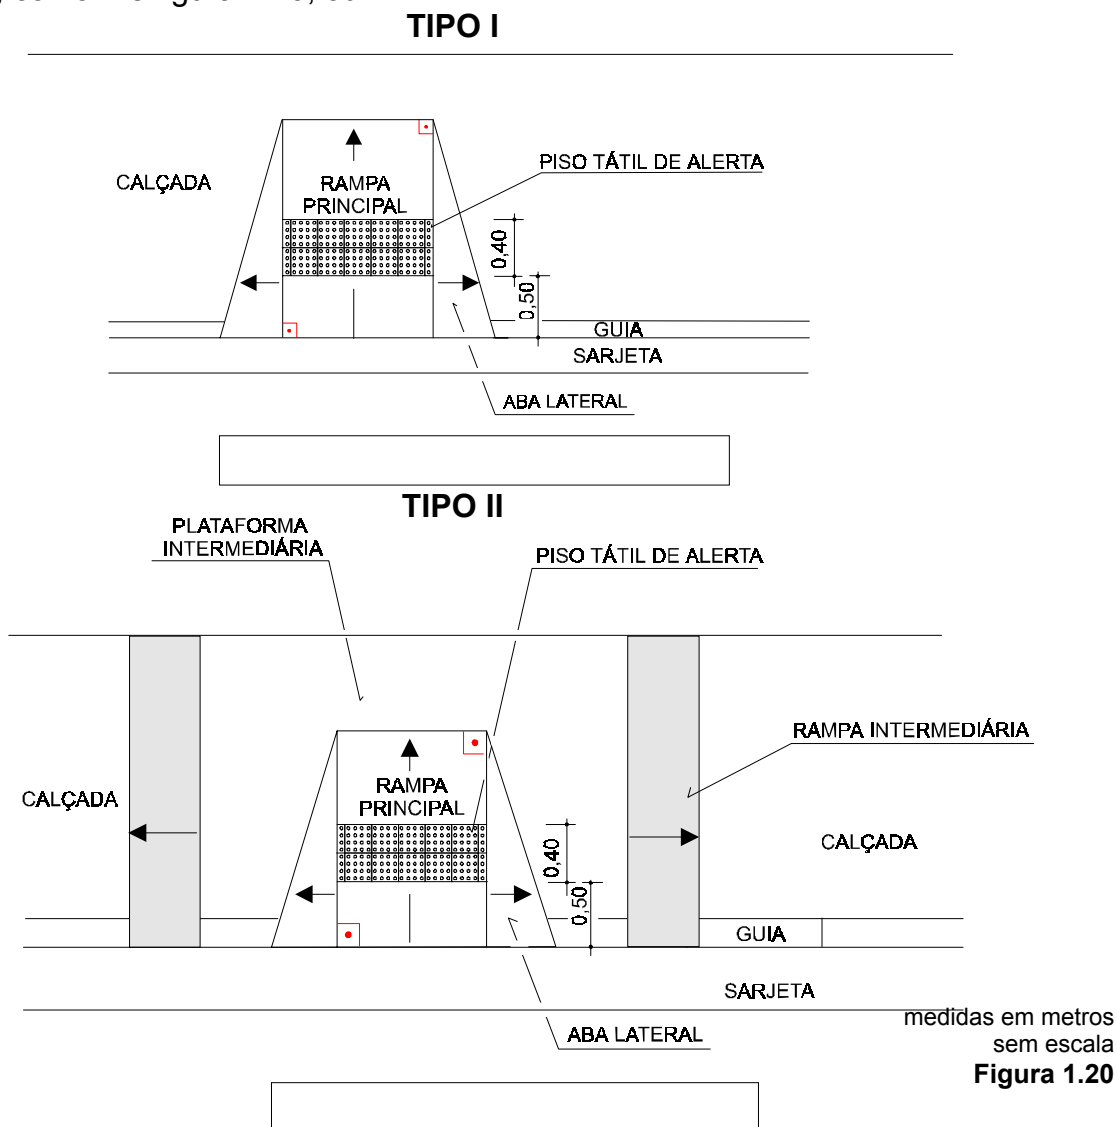 TIPO I
CALÇADA
RAMPA
PRINCIPAL
PISO TÁTIL DE ALERTA
0,40
0,50
GUIA
SARJETA
ABA LATERAL
TIPO II
PLATAFORMA
INTERMEDIÁRIA
PISO TÁTIL DE ALERTA
RAMPA INTERMEDIÁRIA
CALÇADA
RAMPA
PRINCIPAL
0,40
0,50
CALÇADA
GUIA
SARJETA
ABA LATERAL
medidas em metros
sem escala
Figura 1.20